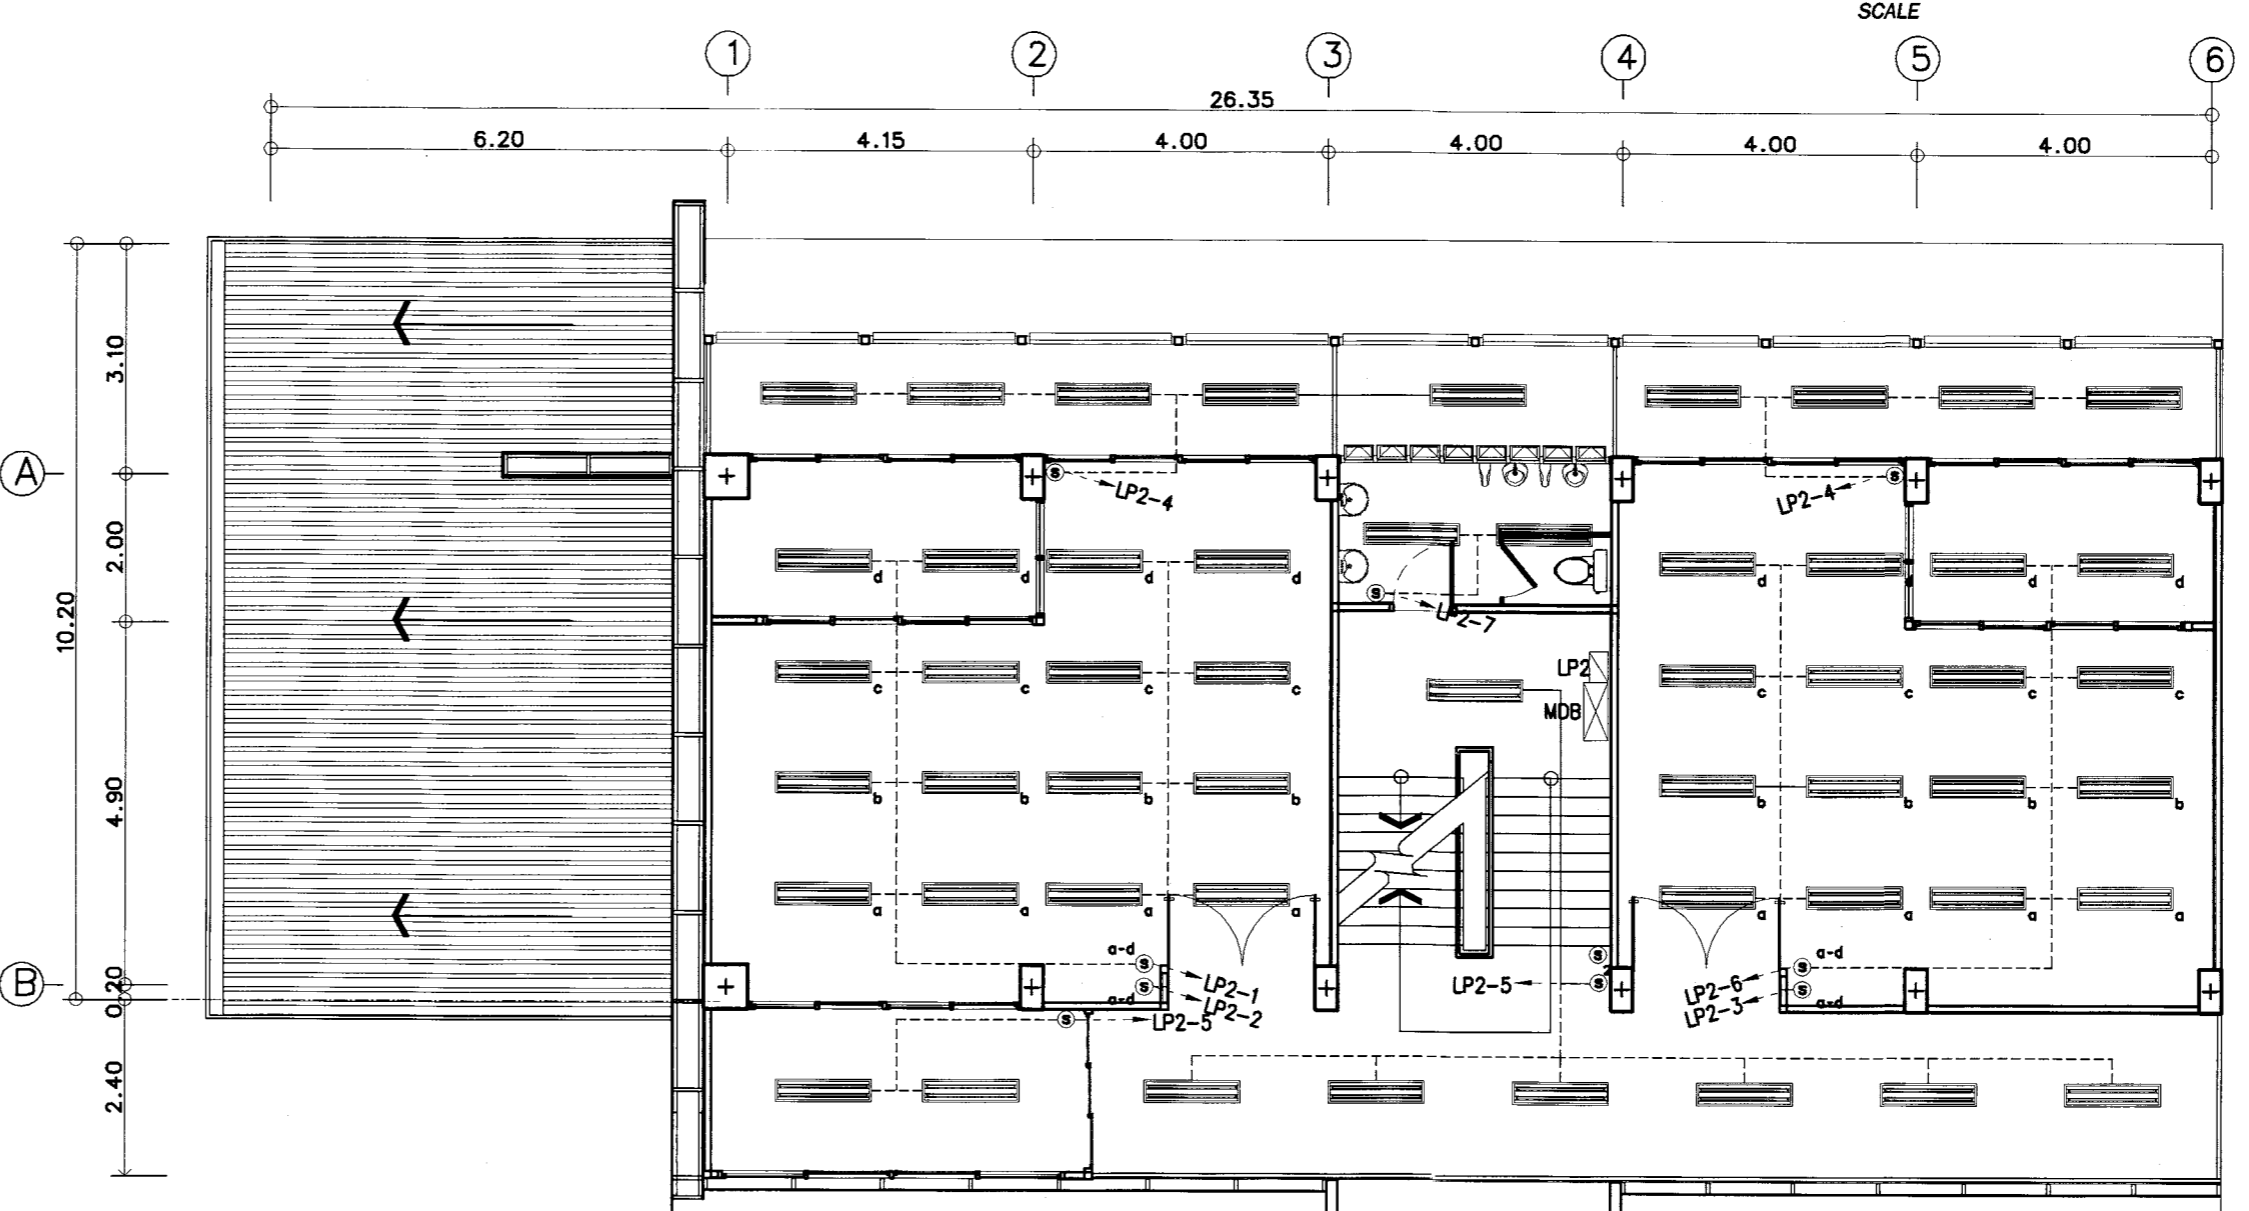 SCALE
1 2 3 4 5 6
26.35
6.20 4.15 4.00 4.00 4.00 4.00
3.10
A
LP2-4 LP2-4
2.00
d d d d d d d
S
LP2-7
10.20
LP2
c c c c c c c c
MDB
4.90
b b b b b b b b
a a a a a a a a
a-d S S S a-d
B
0.20
LP2-1 LP2-5 LP2-6
a-d S LP2-2 S LP2-3 S a-d
S LP2-5
2.40